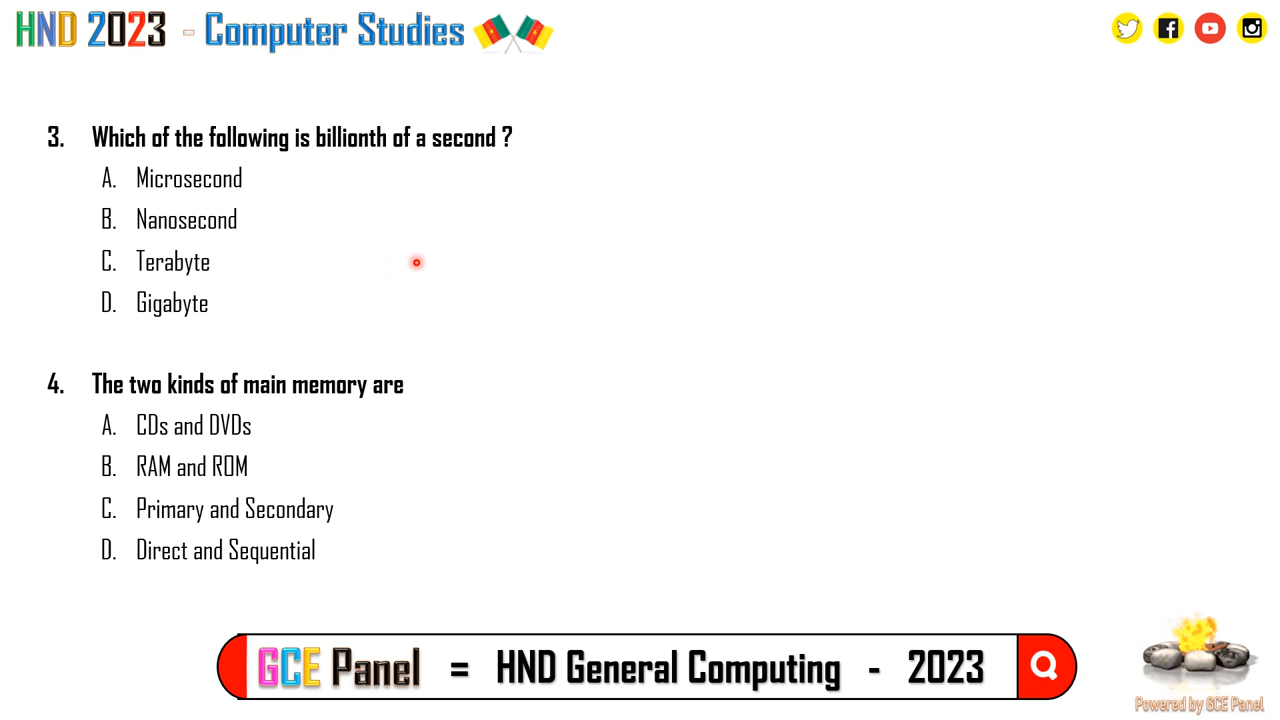 HND 2023 - Computer Studies
3. Which of the following is billionth of a second ?
A. Microsecond
B. Nanosecond
C. Terabyte
D. Gigabyte
4. The two kinds of main memory are
A. CDs and DVDs
B. RAM and ROM
C. Primary and Secondary
D. Direct and Sequential
GCE Panel = HND General Computing - 2023
Powered by GCE Panel